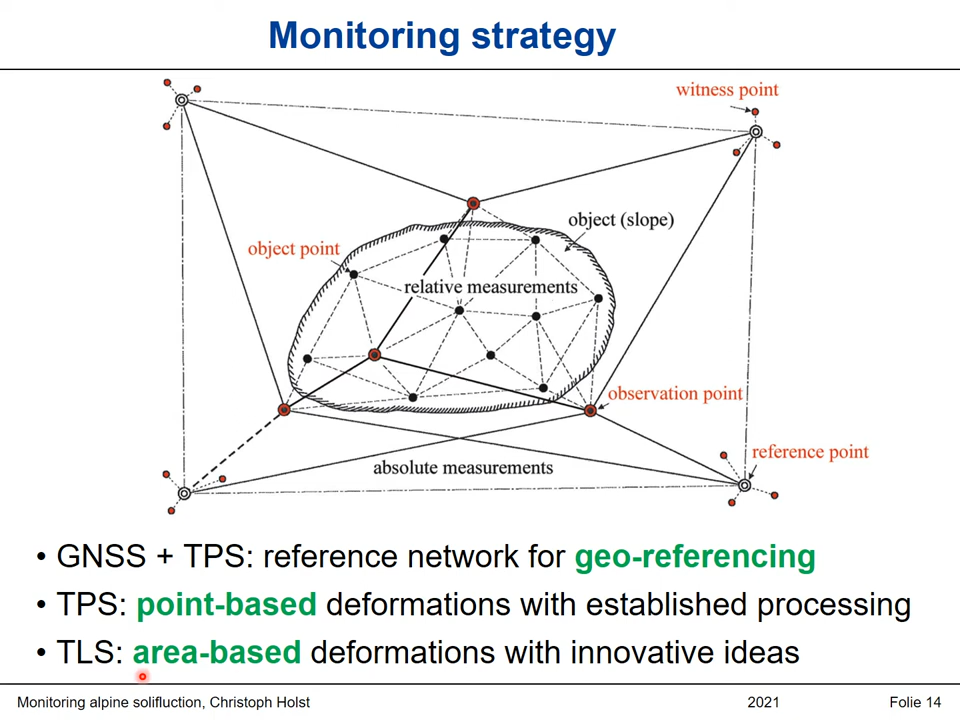 Monitoring strategy
witness point
object (slope)
object point
relative measurements
observation point
reference point
absolute measurements
• GNSS + TPS: reference network for geo-referencing
• TPS: point-based deformations with established processing
• TLS: area-based deformations with innovative ideas
Monitoring alpine solifluction, Christoph Holst 2021 Folie 14